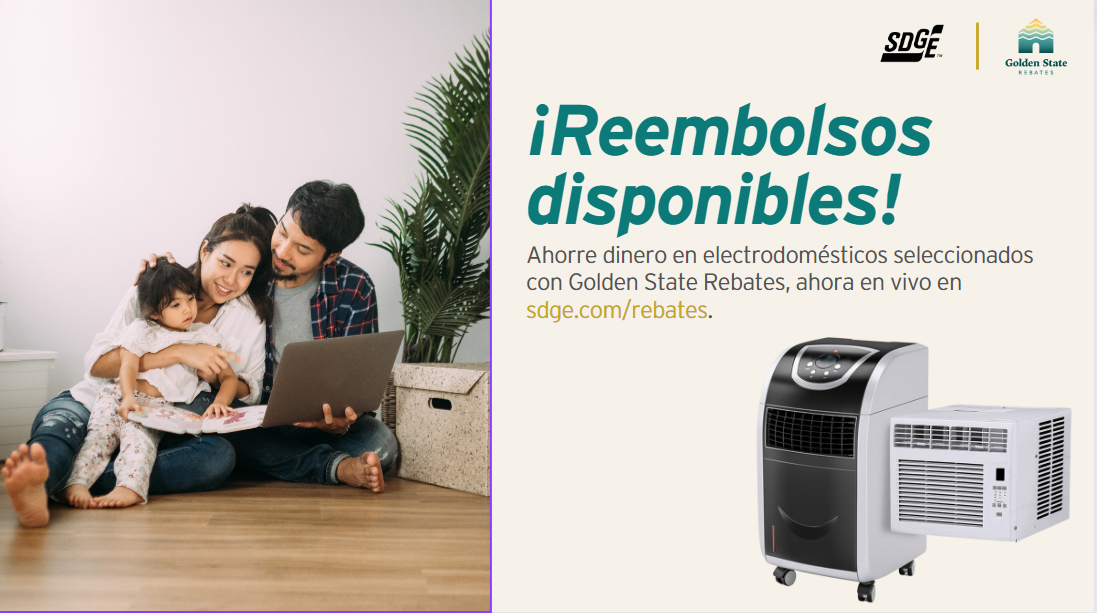 SDGE™
Golden State
REBATES
¡Reembolsos
disponibles!
Ahorre dinero en electrodomésticos seleccionados
con Golden State Rebates, ahora en vivo en
sdge.com/rebates.